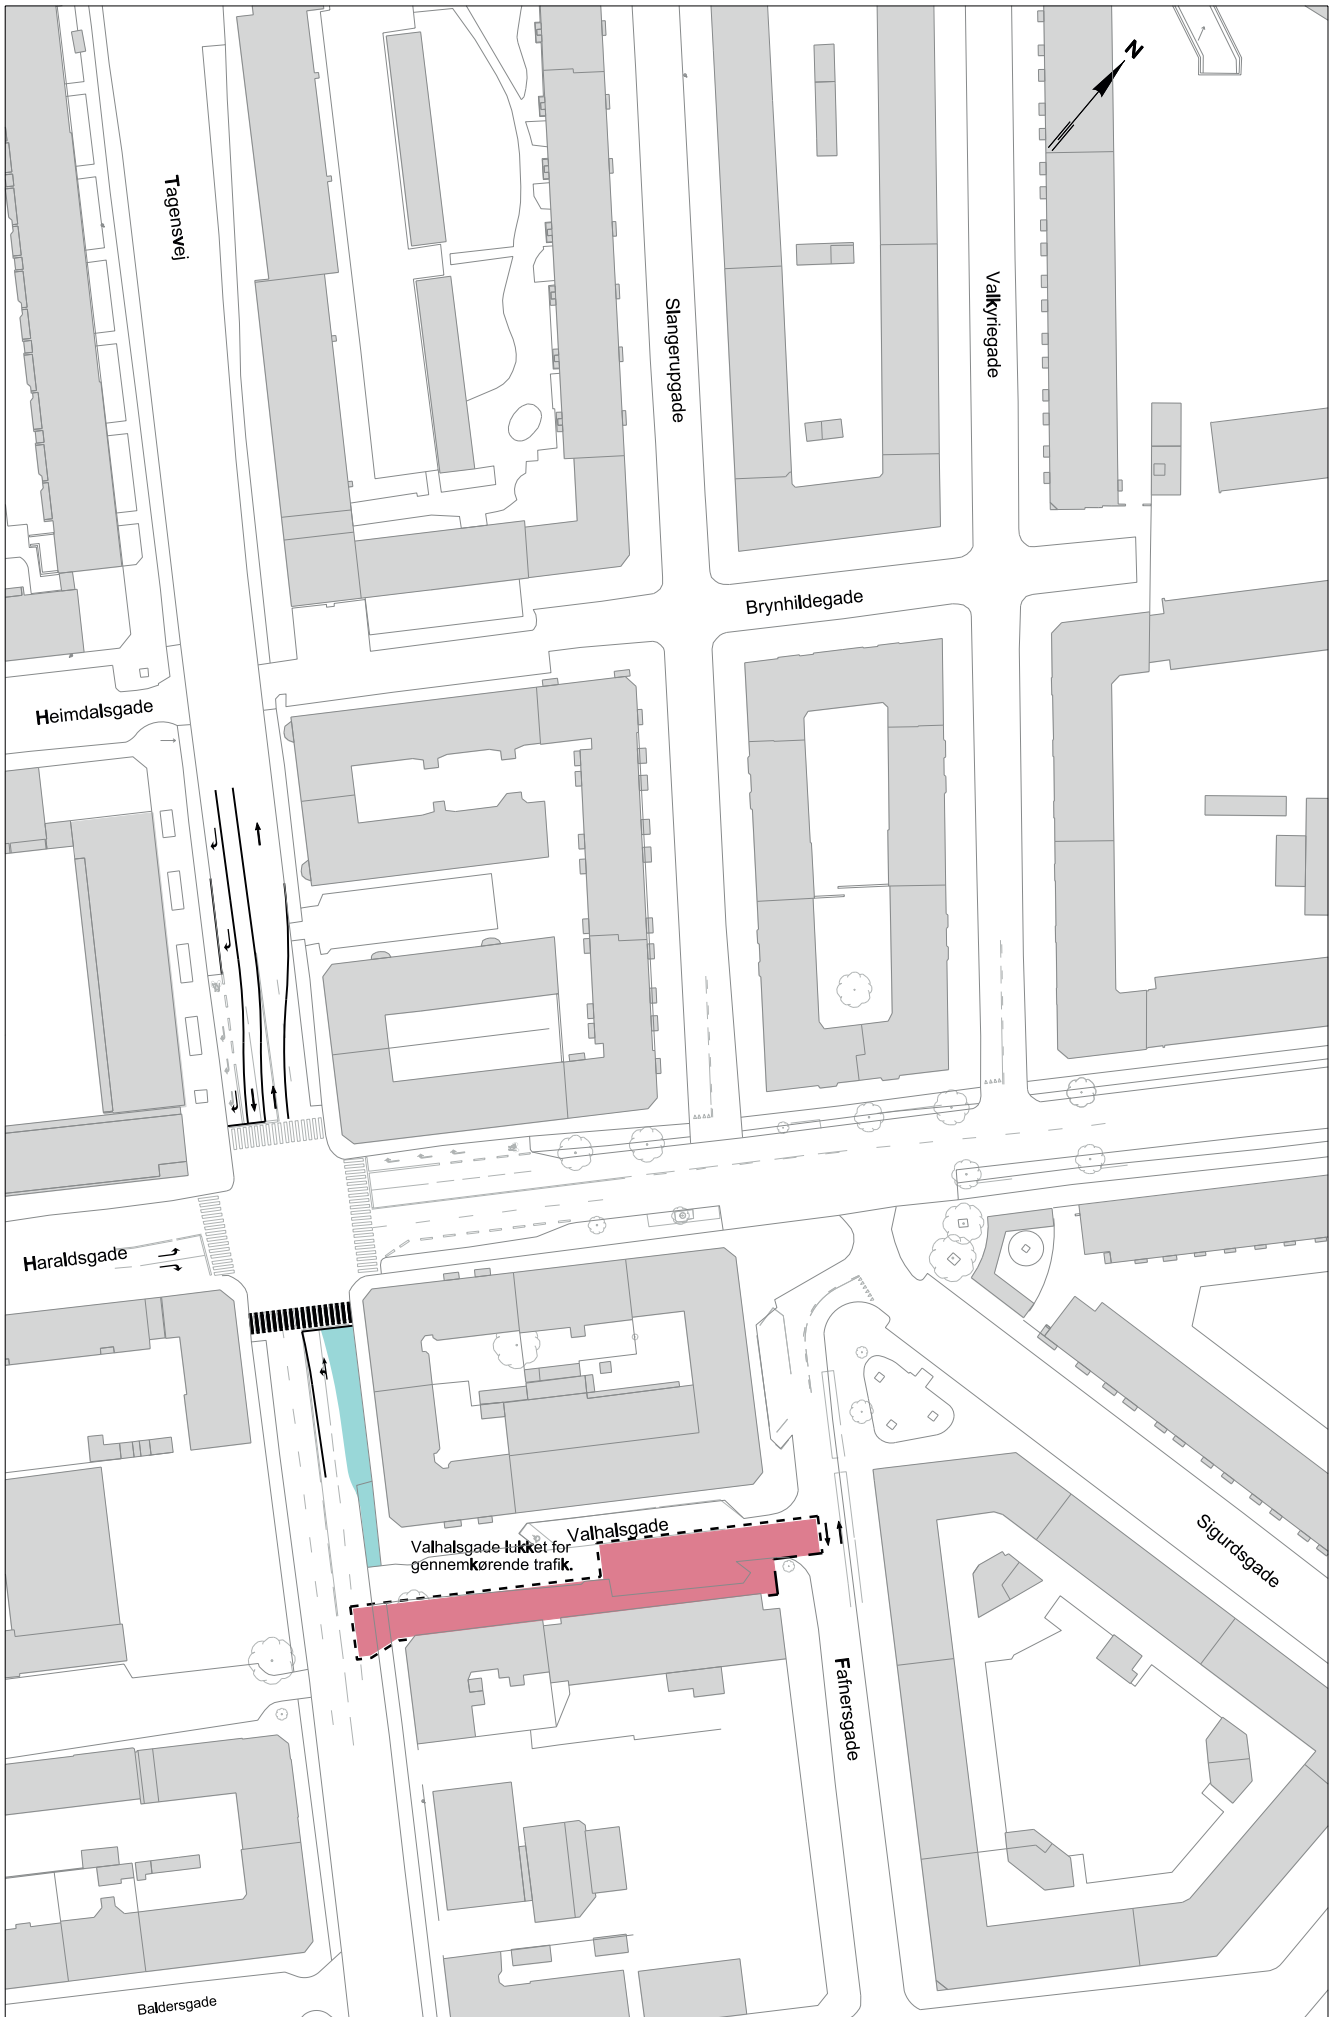 N
Tagensvej
Slangerupgade
Valkyriegade
Brynhildegade
Heimdalsgade
Haraldsgade
Valhalsgade
Valhalsgade lukket for
gennemkørende trafik.
Sigurdsgade
Fafnersgade
Baldersgade